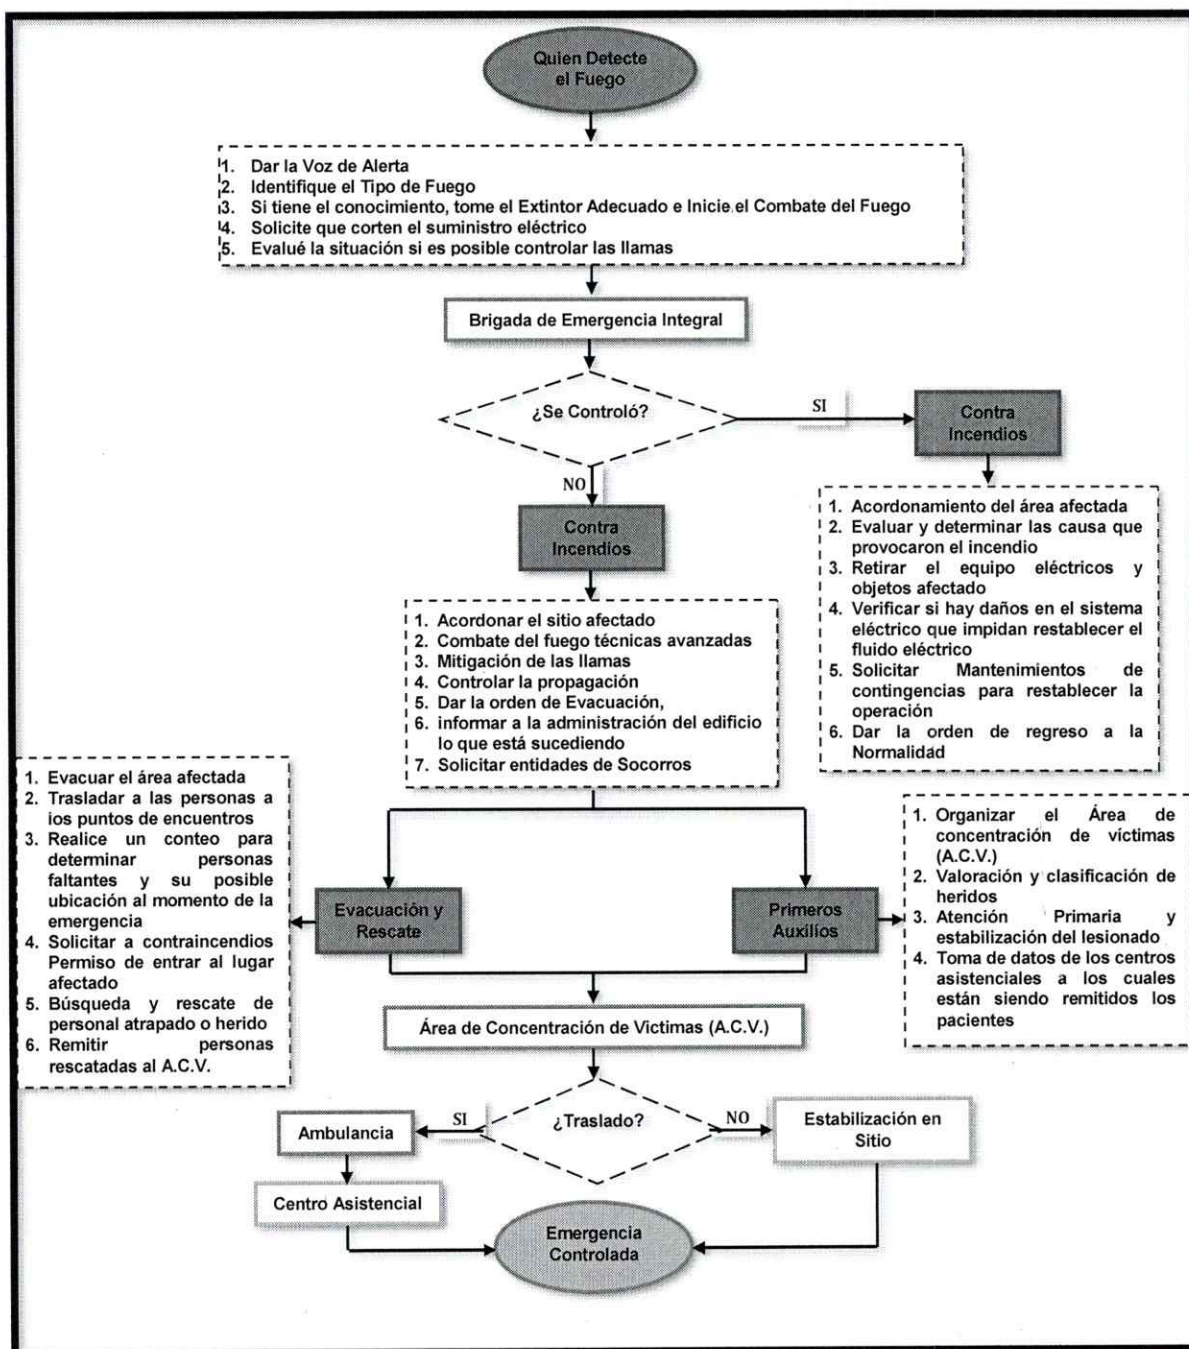 Quien Detecte
el Fuego
1. Dar la Voz de Alerta
2. Identifique el Tipo de Fuego
3. Si tiene el conocimiento, tome el Extintor Adecuado e Inicie el Combate del Fuego
4. Solicite que corten el suministro eléctrico
5. Evalué la situación si es posible controlar las llamas
Brigada de Emergencia Integral
¿Se Controló?
SI
Contra
Incendios
NO
Contra
Incendios
1. Acordonamiento del área afectada
2. Evaluar y determinar las causa que
provocaron el incendio
3. Retirar el equipo eléctricos y
objetos afectado
4. Verificar si hay daños en el sistema
eléctrico que impidan restablecer el
fluido eléctrico
5. Solicitar Mantenimientos de
contingencias para restablecer la
operación
6. Dar la orden de regreso a la
Normalidad
1. Acordonar el sitio afectado
2. Combate del fuego técnicas avanzadas
3. Mitigación de las llamas
4. Controlar la propagación
5. Dar la orden de Evacuación,
6. informar a la administración del edificio
lo que está sucediendo
7. Solicitar entidades de Socorros
1. Evacuar el área afectada
2. Trasladar a las personas a
los puntos de encuentros
3. Realice un conteo para
determinar personas
faltantes y su posible
ubicación al momento de la
emergencia
4. Solicitar a contraincendios
Permiso de entrar al lugar
afectado
5. Búsqueda y rescate de
personal atrapado o herido
6. Remitir personas
rescatadas al A.C.V.
Evacuación y
Rescate
Primeros
Auxilios
1. Organizar el Área de
concentración de víctimas
(A.C.V.)
2. Valoración y clasificación de
heridos
3. Atención Primaria y
estabilización del lesionado
4. Toma de datos de los centros
asistenciales a los cuales
están siendo remitidos los
pacientes
Área de Concentración de Victimas (A.C.V.)
¿Traslado?
SI
NO
Ambulancia
Estabilización en
Sitio
Centro Asistencial
Emergencia
Controlada